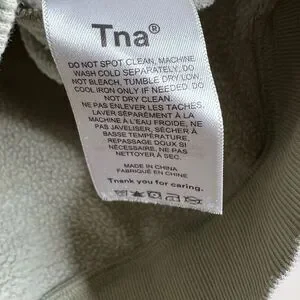 Tna®
DO NOT SPOT CLEAN, MACHINE
WASH COLD SEPARATELY, DO
NOT BLEACH, TUMBLE DRY LOW,
COOL IRON ONLY IF NEEDED. DO
NOT DRY CLEAN.
NE PAS ENLEVER LES TACHES,
LAVER SÉPARÉMENT À LA
MACHINE À L'EAU FROIDE, NE
PAS JAVELISER, SÉCHER À
BASSE TEMPÉRATURE,
REPASSAGE DOUX SI
NÉCESSAIRE. NE PAS
NETTOYER À SEC.
MADE IN CHINA
FABRIQUÉ EN CHINE
Thank you for caring.